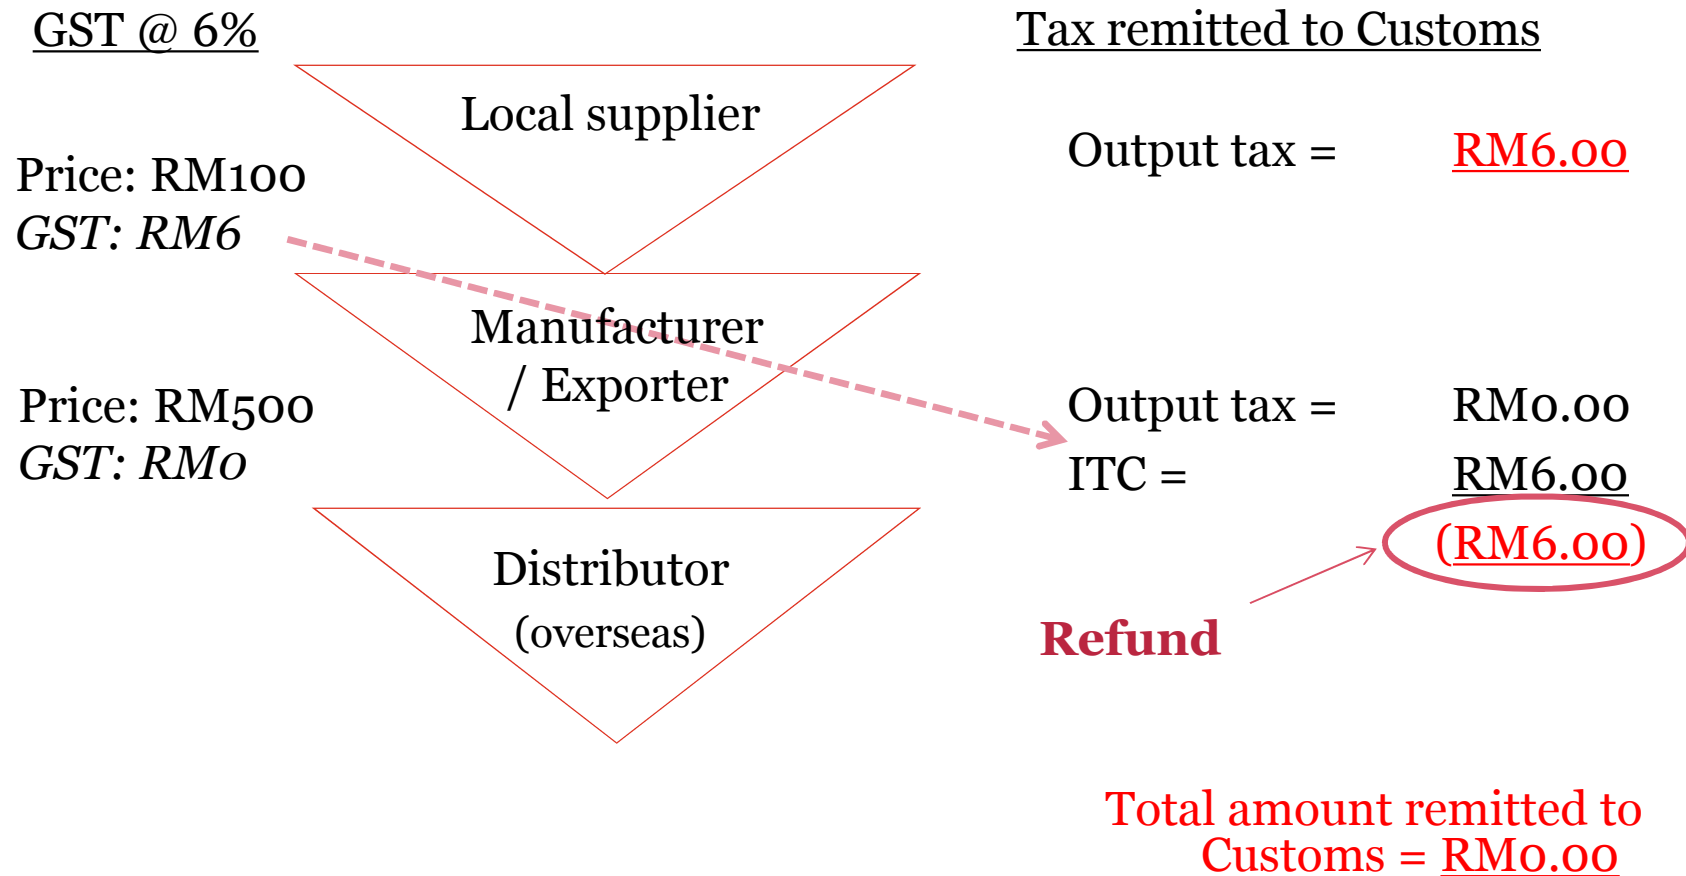 GST @ 6%
Tax remitted to Customs
Local supplier
Output tax = RM6.00
Price: RM100
GST: RM6
Manufacturer
/ Exporter
Price: RM500
GST: RM0
Output tax = RM0.00
ITC = RM6.00
(RM6.00)
Distributor
(overseas)
Refund
Total amount remitted to
Customs = RM0.00